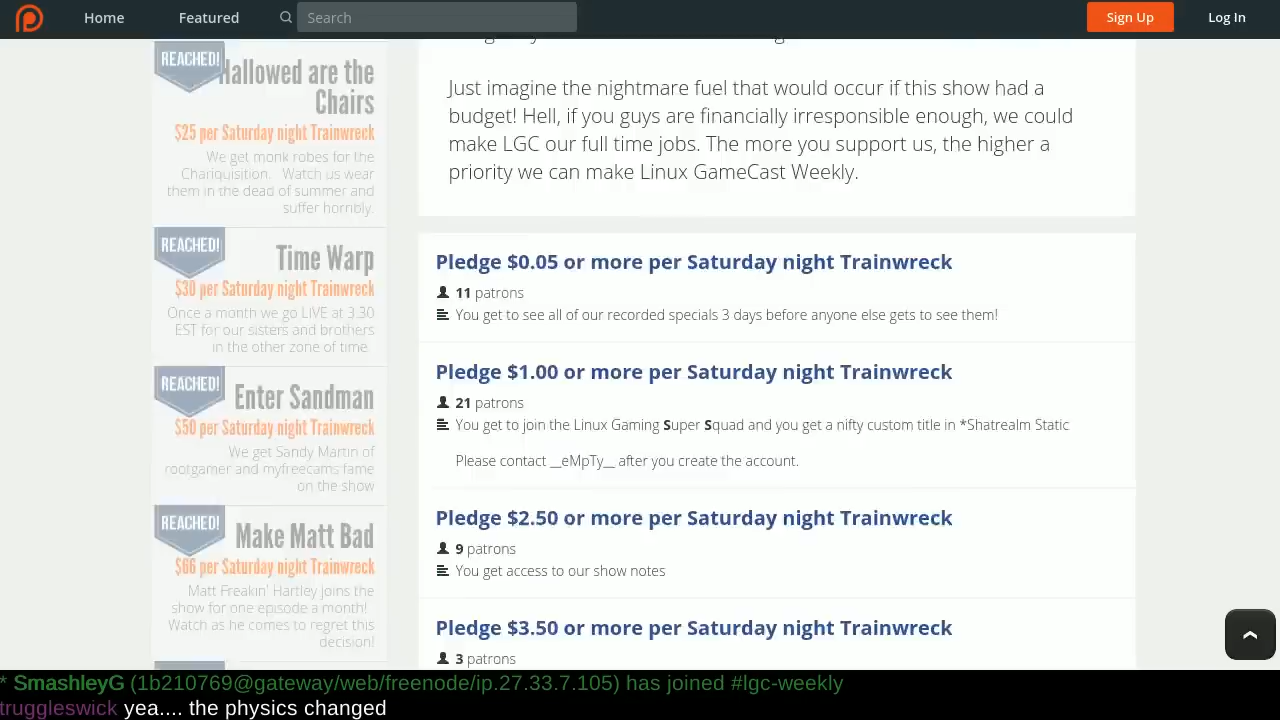 Home Featured Search Sign Up Log In
REACHED!
Hallowed are the
Chairs
$25 per Saturday night Trainwreck
We get monk robes for the
Chariquisition. Watch us wear
them in the dead of summer and
suffer horribly.
REACHED!
Time Warp
$30 per Saturday night Trainwreck
Once a month we go LIVE at 3.30
EST for our sisters and brothers
in the other zone of time.
REACHED!
Enter Sandman
$50 per Saturday night Trainwreck
We get Sandy Martin of
rootgamer and myfreecams fame
on the show
REACHED!
Make Matt Bad
$66 per Saturday night Trainwreck
Matt Freakin' Hartley joins the
show for one episode a month!
Watch as he comes to regret this
decision!
Just imagine the nightmare fuel that would occur if this show had a
budget! Hell, if you guys are financially irresponsible enough, we could
make LGC our full time jobs. The more you support us, the higher a
priority we can make Linux GameCast Weekly.
Pledge $0.05 or more per Saturday night Trainwreck
11 patrons
You get to see all of our recorded specials 3 days before anyone else gets to see them!
Pledge $1.00 or more per Saturday night Trainwreck
21 patrons
You get to join the Linux Gaming Super Squad and you get a nifty custom title in *Shatrealm Static
Please contact __eMpTy__ after you create the account.
Pledge $2.50 or more per Saturday night Trainwreck
9 patrons
You get access to our show notes
Pledge $3.50 or more per Saturday night Trainwreck
3 patrons
* SmashleyG (1b210769@gateway/web/freenode/ip.27.33.7.105) has joined #lgc-weekly
truggleswick yea.... the physics changed